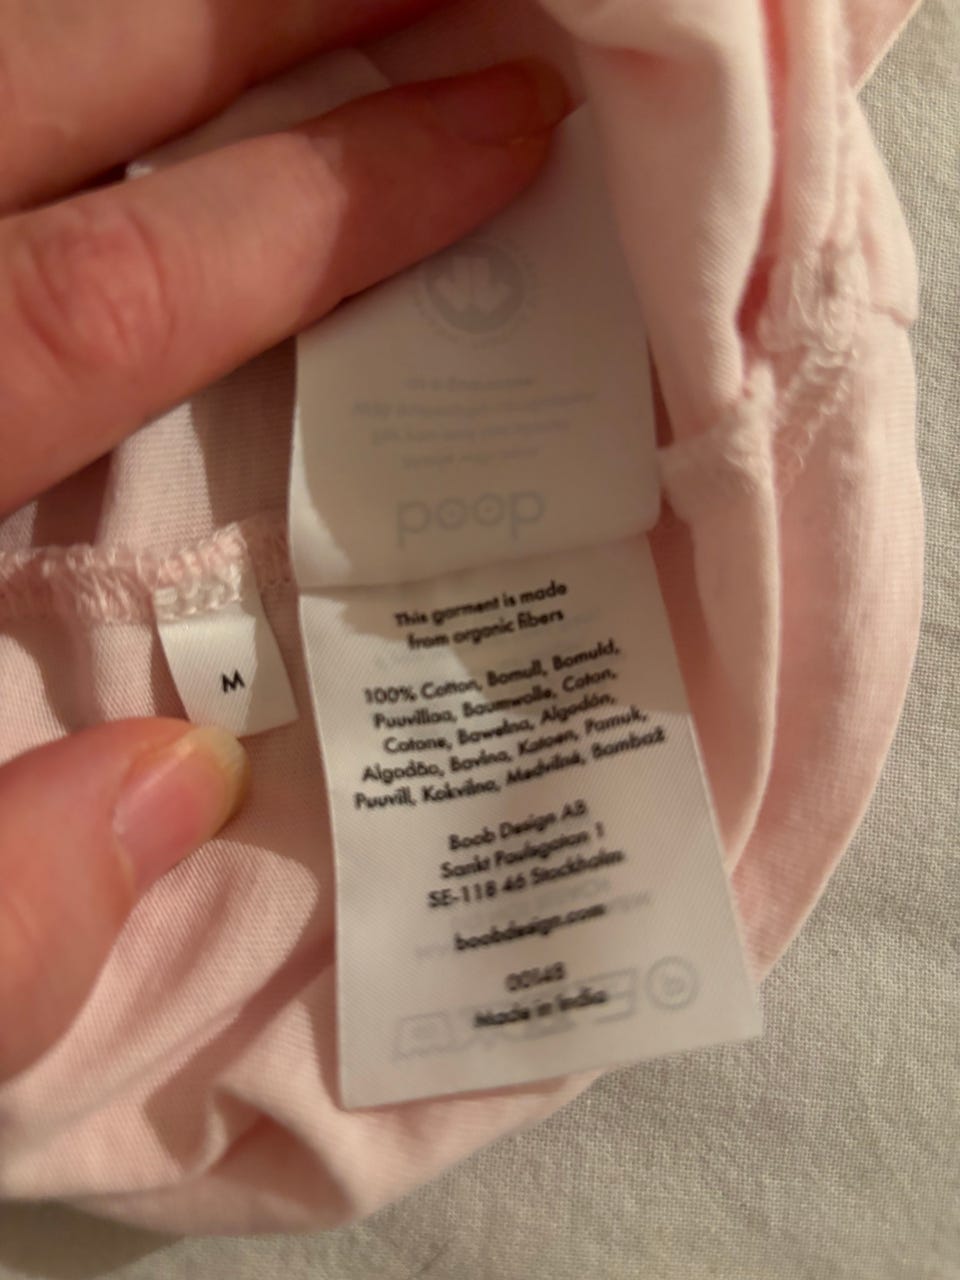 boob
M
This garment is made
from organic fibers
100% Cotton, Bomull, Bomuld,
Puuvillaa, Baumwolle, Coton,
Cotone, Bawełna, Algodón,
Algodão, Bavlna, Katoen, Pamuk,
Puuvill, Kokvilna, Medvilnė, Bambaž
Boob Design AB
Sankt Paulsgatan 1
SE-118 46 Stockholm
boobdesign.com
00148
Made in India